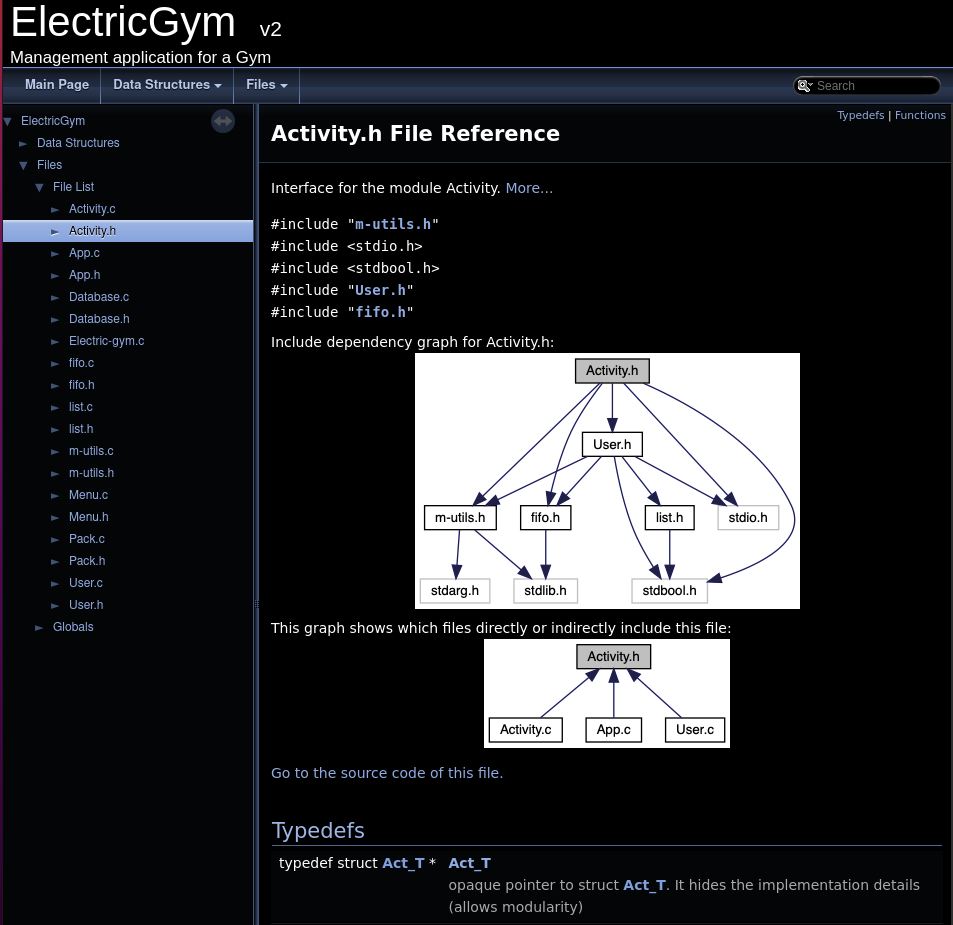 ElectricGym v2
Management application for a Gym
Main Page
Data Structures
Files
Search
ElectricGym
Data Structures
Files
File List
Activity.c
Activity.h
App.c
App.h
Database.c
Database.h
Electric-gym.c
fifo.c
fifo.h
list.c
list.h
m-utils.c
m-utils.h
Menu.c
Menu.h
Pack.c
Pack.h
User.c
User.h
Globals
Typedefs | Functions
Activity.h File Reference
Interface for the module Activity. More...
#include "m-utils.h"
#include <stdio.h>
#include <stdbool.h>
#include "User.h"
#include "fifo.h"
Include dependency graph for Activity.h:
Activity.h
User.h
m-utils.h
fifo.h
list.h
stdio.h
stdarg.h
stdlib.h
stdbool.h
This graph shows which files directly or indirectly include this file:
Activity.h
Activity.c
App.c
User.c
Go to the source code of this file.
Typedefs
typedef struct Act_T * Act_T
opaque pointer to struct Act_T. It hides the implementation details
(allows modularity)